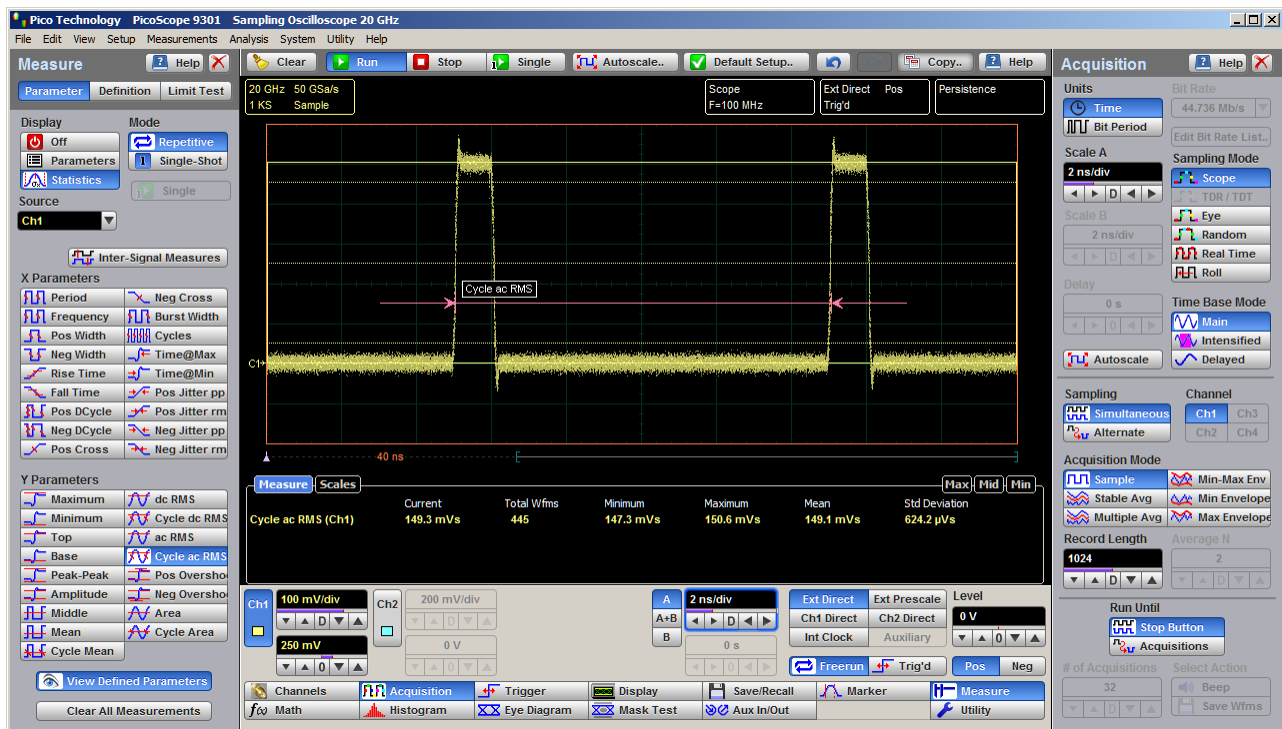 Pico Technology PicoScope 9301 Sampling Oscilloscope 20 GHz
File Edit View Setup Measurements Analysis System Utility Help
Measure
Help
Parameter Definition Limit Test
Display
Off
Parameters
Statistics
Mode
Repetitive
Single-Shot
Single
Source
Ch1
Inter-Signal Measures
X Parameters
Period Neg Cross
Frequency Burst Width
Pos Width Cycles
Neg Width Time@Max
Rise Time Time@Min
Fall Time Pos Jitter pp
Pos DCycle Pos Jitter rm
Neg DCycle Neg Jitter pp
Pos Cross Neg Jitter rm
Y Parameters
Maximum dc RMS
Minimum Cycle dc RMS
Top ac RMS
Base Cycle ac RMS
Peak-Peak Pos Oversho
Amplitude Neg Oversho
Middle Area
Mean Cycle Area
Cycle Mean
View Defined Parameters
Clear All Measurements
Clear Run Stop Single Autoscale.. Default Setup.. Copy.. Help
20 GHz 50 GSa/s
1 KS Sample
Scope
F=100 MHz
Ext Direct Pos
Trig'd
Persistence
Cycle ac RMS
C1
40 ns
Measure Scales Max Mid Min
Current Total Wfms Minimum Maximum Mean Std Deviation
Cycle ac RMS (Ch1) 149.3 mVs 445 147.3 mVs 150.6 mVs 149.1 mVs 624.2 µVs
Ch1
100 mV/div
D
250 mV
0
Ch2
200 mV/div
D
0 V
0
A
A+B
B
2 ns/div
D
0 s
0
Ext Direct Ext Prescale
Ch1 Direct Ch2 Direct
Int Clock Auxiliary
Freerun Trig'd
Level
0 V
0
Pos Neg
Channels Acquisition Trigger Display Save/Recall Marker Measure
f(x) Math Histogram Eye Diagram Mask Test Aux In/Out Utility
Acquisition
Help
Units
Time
Bit Period
Bit Rate
44.736 Mb/s
Edit Bit Rate List..
Scale A
2 ns/div
D
Scale B
2 ns/div
D
Delay
0 s
0
Autoscale
Sampling Mode
Scope
TDR / TDT
Eye
Random
Real Time
Roll
Time Base Mode
Main
Intensified
Delayed
Sampling
Simultaneous
Alternate
Channel
Ch1 Ch3
Ch2 Ch4
Acquisition Mode
Sample Min-Max Env
Stable Avg Min Envelope
Multiple Avg Max Envelope
Record Length
1024
D
Average N
2
D
Run Until
Stop Button
Acquisitions
# of Acquisitions
32
D
Select Action
Beep
Save Wfms